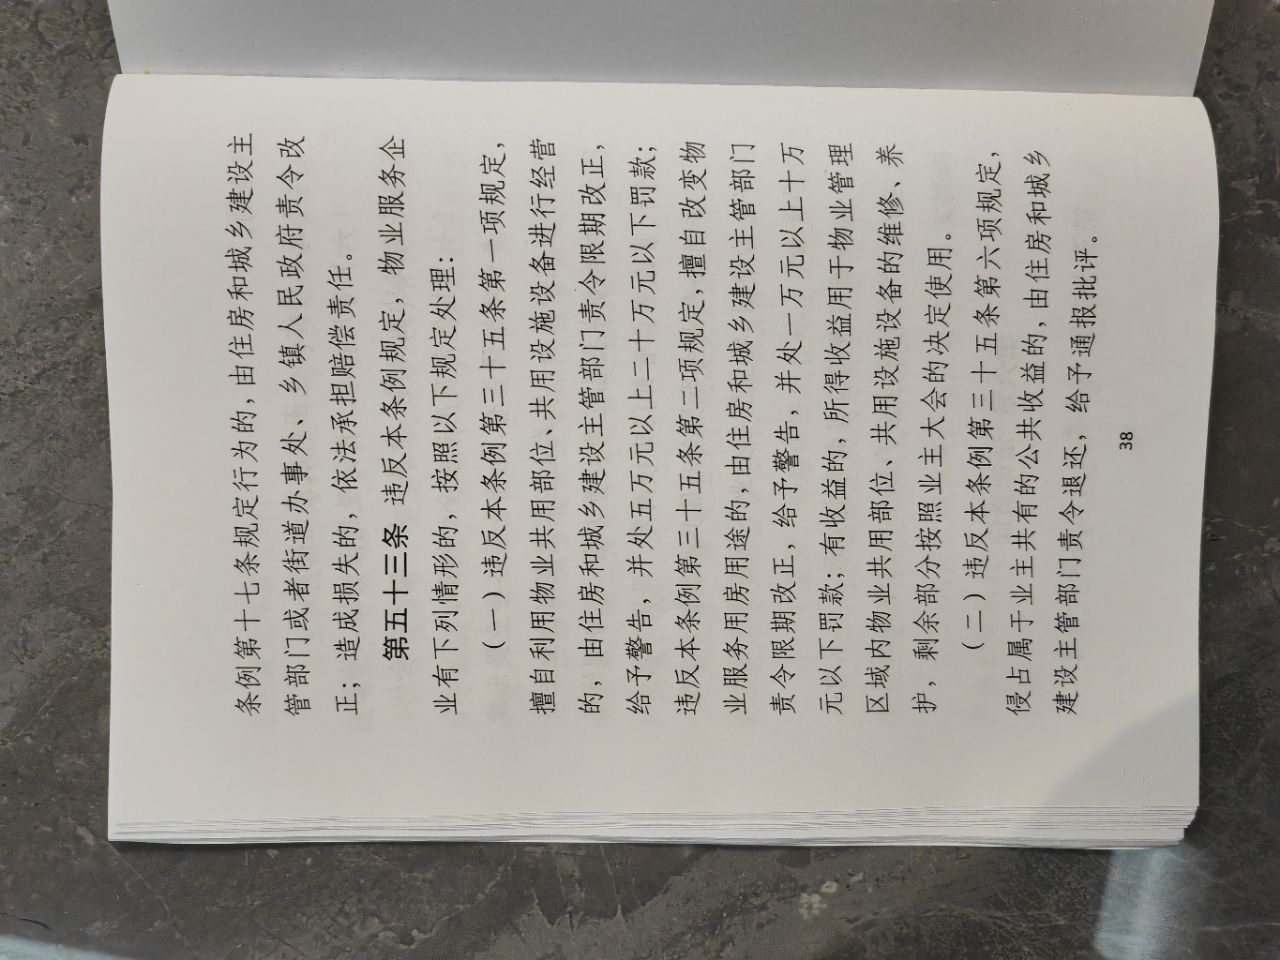 条例第十七条规定行为的，由住房和城乡建设主
管部门或者街道办事处、乡镇人民政府责令改
正；造成损失的，依法承担赔偿责任。
第五十三条 违反本条例规定，物业服务企
业有下列情形的，按照以下规定处理：
（一）违反本条例第三十五条第一项规定，
擅自利用物业共用部位、共用设施设备进行经营
的，由住房和城乡建设主管部门责令限期改正，
给予警告，并处五万元以上二十万元以下罚款；
违反本条例第三十五条第二项规定，擅自改变物
业服务用房用途的，由住房和城乡建设主管部门
责令限期改正，给予警告，并处一万元以上十万
元以下罚款；有收益的，所得收益用于物业管理
区域内物业共用部位、共用设施设备的维修、养
护，剩余部分按照业主大会的决定使用。
（二）违反本条例第三十五条第六项规定，
侵占属于业主共有的公共收益的，由住房和城乡
建设主管部门责令退还，给予通报批评。
38